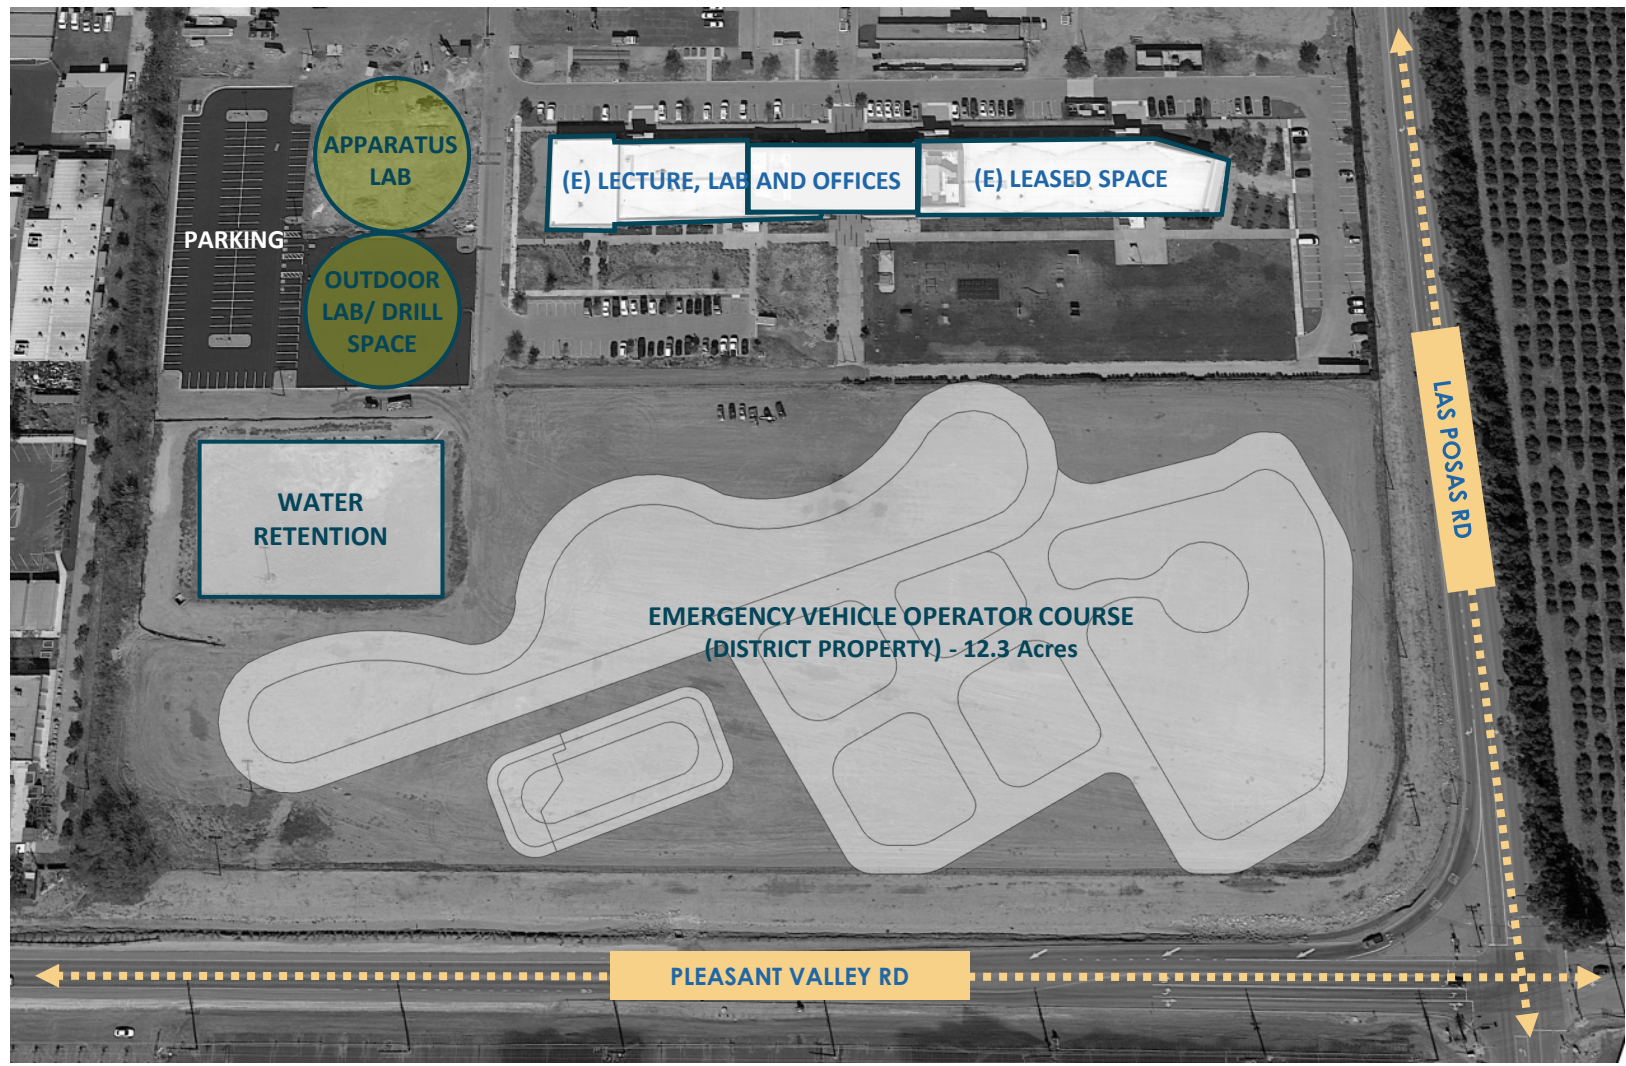 APPARATUS
LAB
(E) LECTURE, LAB AND OFFICES
(E) LEASED SPACE
PARKING
OUTDOOR
LAB/ DRILL
SPACE
LAS POSAS RD
WATER
RETENTION
EMERGENCY VEHICLE OPERATOR COURSE
(DISTRICT PROPERTY) - 12.3 Acres
PLEASANT VALLEY RD